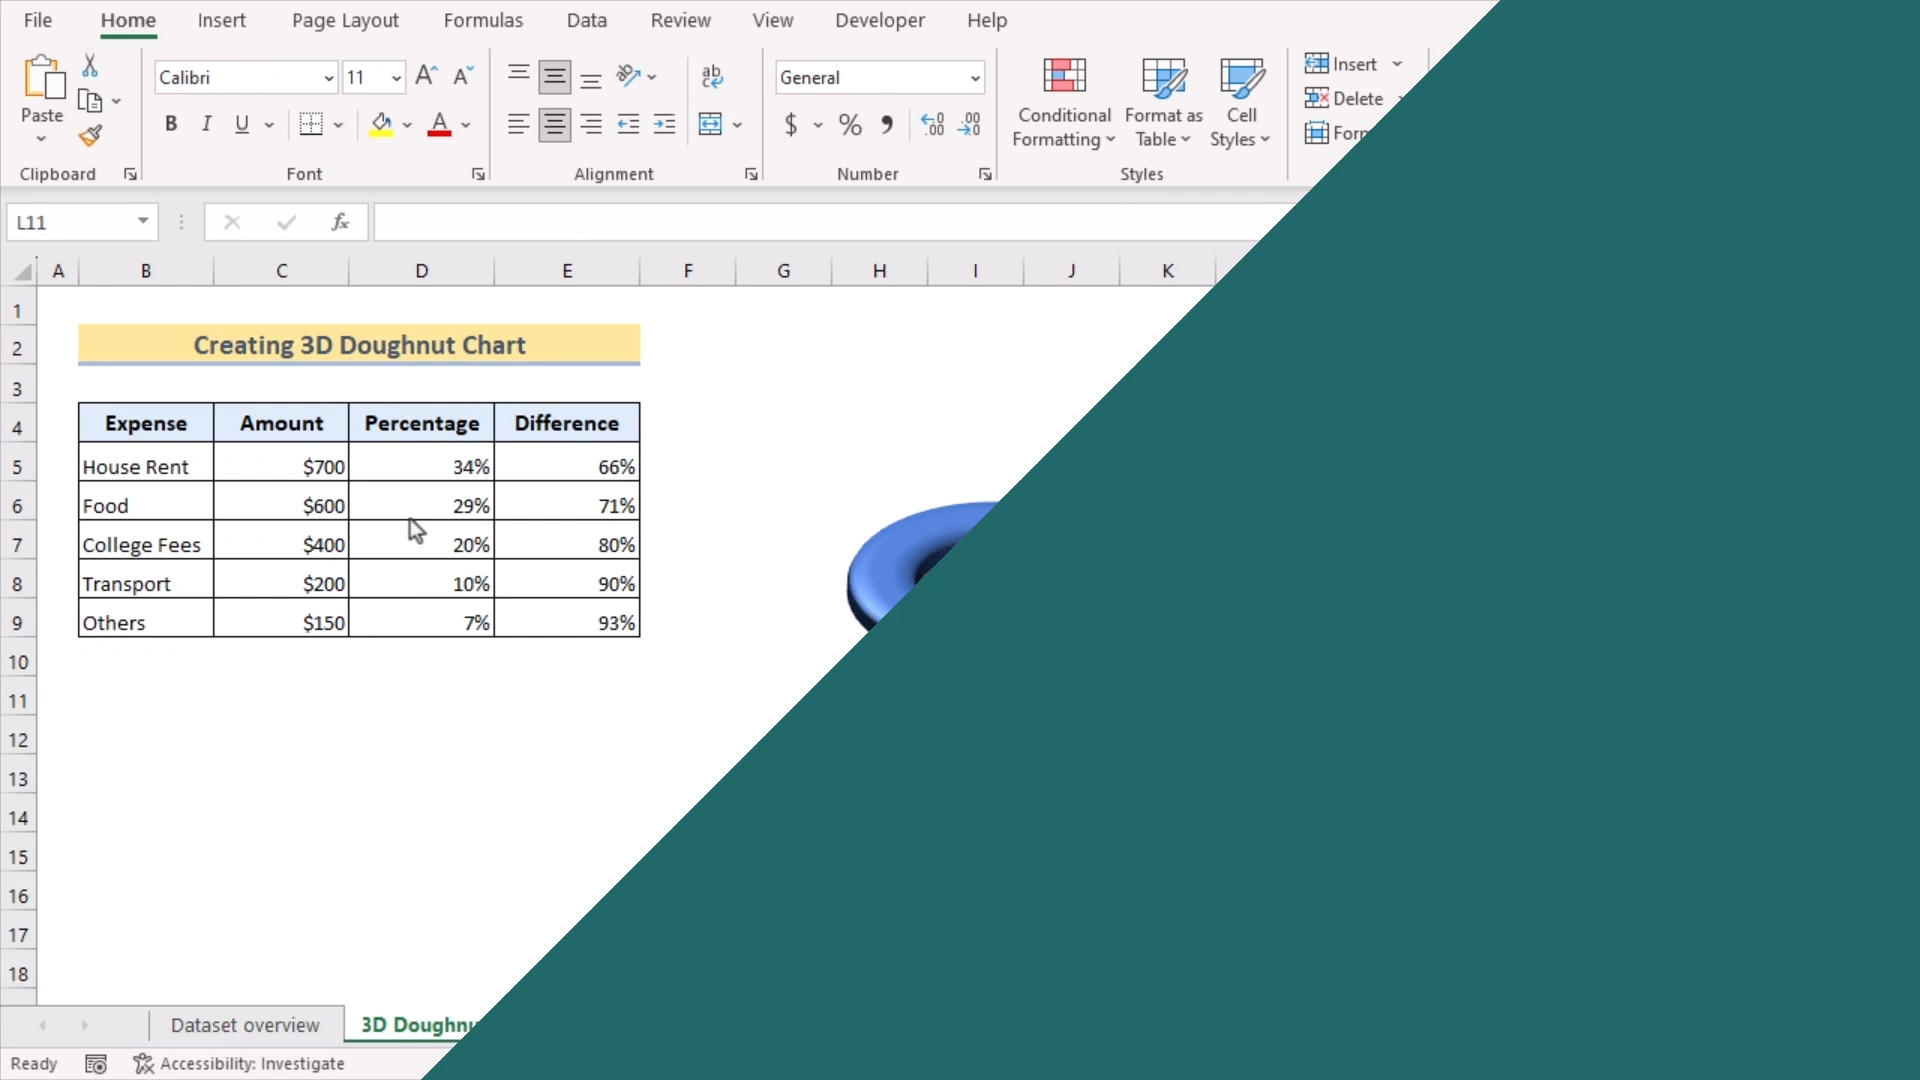 File Home Insert Page Layout Formulas Data Review View Developer Help
Paste
Calibri 11
General
Conditional Formatting
Format as Table
Cell Styles
Insert
Delete
B I U
Clipboard Font Alignment Number Styles
L11
fx
A B C D E F G H I J K
1
2 Creating 3D Doughnut Chart
3
4 Expense Amount Percentage Difference
5 House Rent $700 34% 66%
6 Food $600 29% 71%
7 College Fees $400 20% 80%
8 Transport $200 10% 90%
9 Others $150 7% 93%
10
11
12
13
14
15
16
17
18
Dataset overview 3D Doughnu
Ready Accessibility: Investigate